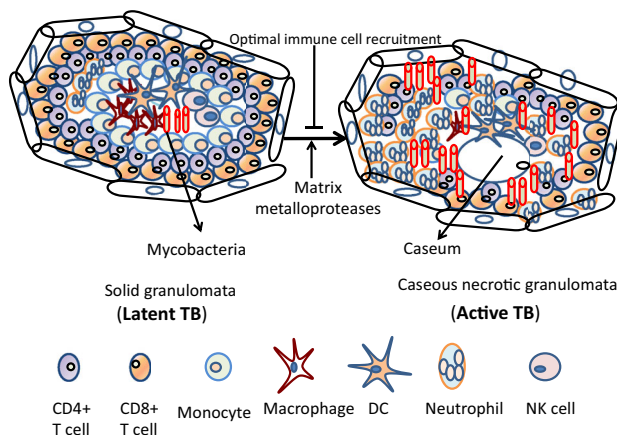 Optimal immune cell recruitment
Matrix
metalloproteases
Mycobacteria
Caseum
Solid granulomata
(Latent TB)
Caseous necrotic granulomata
(Active TB)
CD4+
T cell
CD8+
T cell
Monocyte
Macrophage
DC
Neutrophil
NK cell